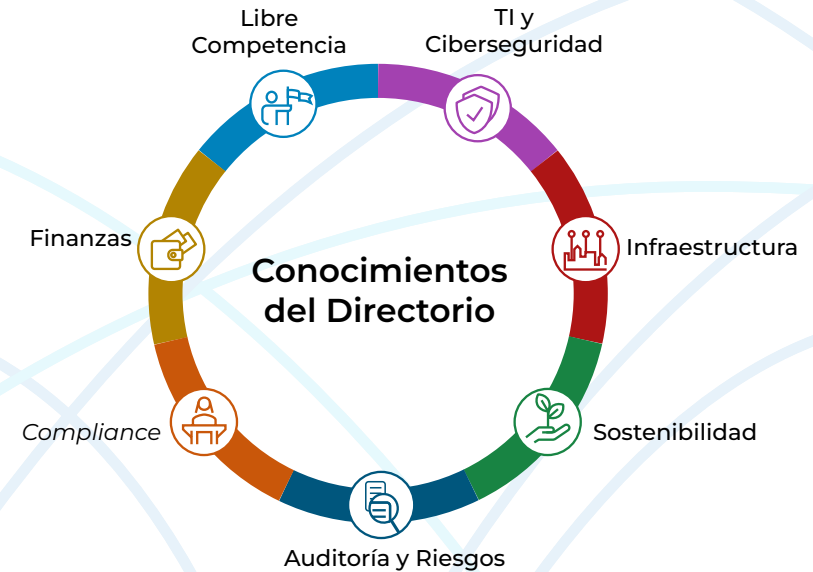 Libre
Competencia
TI y
Ciberseguridad
Finanzas
Infraestructura
Conocimientos
del Directorio
Compliance
Sostenibilidad
Auditoría y Riesgos